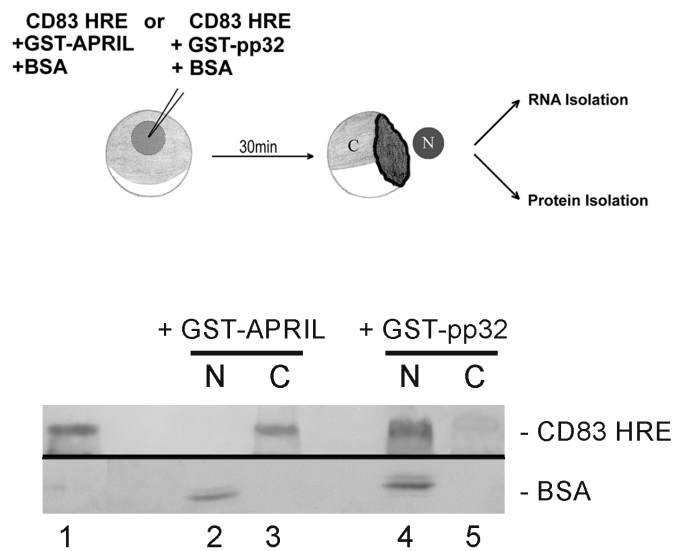 CD83 HRE or CD83 HRE
+GST-APRIL + GST-pp32
+BSA + BSA
30min
C
N
RNA Isolation
Protein Isolation
+ GST-APRIL + GST-pp32
N C N C
- CD83 HRE
- BSA
1 2 3 4 5